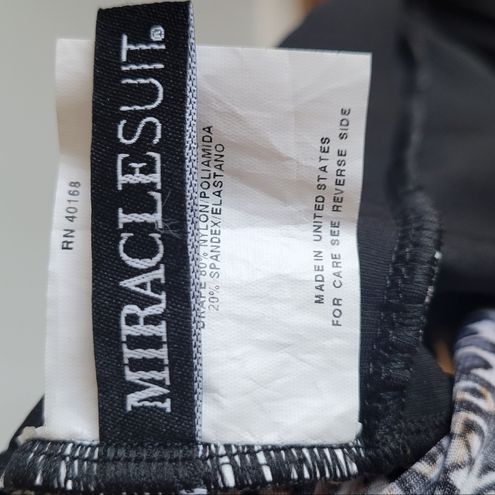 RN 40168
MIRACLESUIT®
DRAPE 80% NYLON/POLIAMIDA
20% SPANDEX/ELASTANO
MADE IN UNITED STATES
FOR CARE SEE REVERSE SIDE